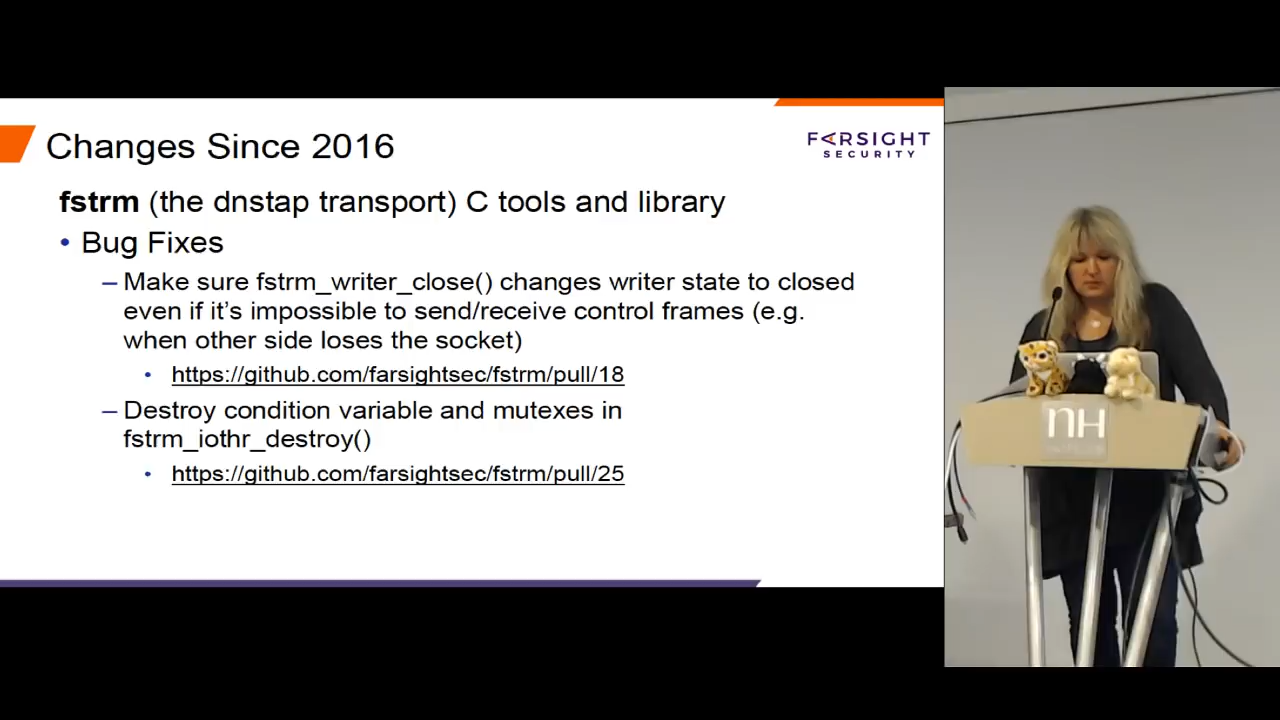 Changes Since 2016
FARSIGHT
SECURITY
fstrm (the dnstap transport) C tools and library
• Bug Fixes
– Make sure fstrm_writer_close() changes writer state to closed
even if it’s impossible to send/receive control frames (e.g.
when other side loses the socket)
• https://github.com/farsightsec/fstrm/pull/18
– Destroy condition variable and mutexes in
fstrm_iothr_destroy()
• https://github.com/farsightsec/fstrm/pull/25
nH